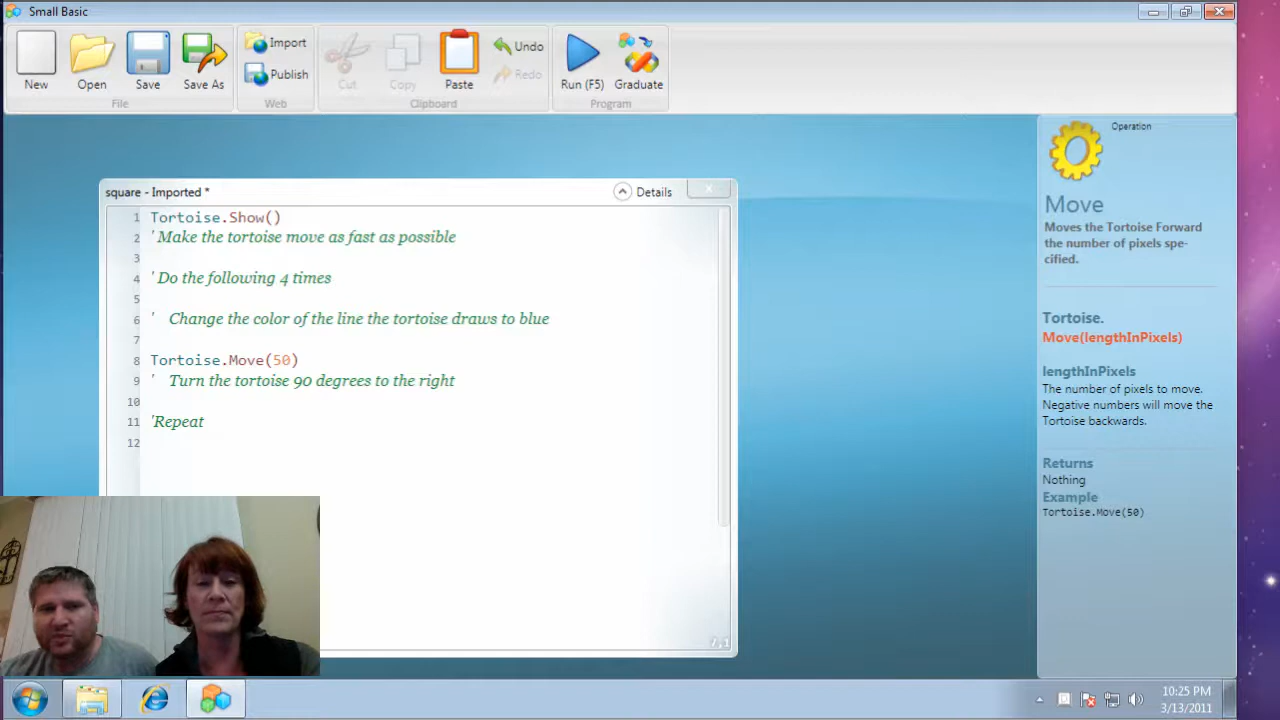 Small Basic
New
Open
Save
Save As
File
Import
Publish
Web
Cut
Copy
Paste
Undo
Redo
Clipboard
Run (F5)
Graduate
Program
square - Imported *
Details
1 Tortoise.Show()
2 ' Make the tortoise move as fast as possible
3
4 ' Do the following 4 times
5
6 ' Change the color of the line the tortoise draws to blue
7
8 Tortoise.Move(50)
9 ' Turn the tortoise 90 degrees to the right
10
11 'Repeat
12
Operation
Move
Moves the Tortoise Forward
the number of pixels spe-
cified.
Tortoise.
Move(lengthInPixels)
lengthInPixels
The number of pixels to move.
Negative numbers will move the
Tortoise backwards.
Returns
Nothing
Example
Tortoise.Move(50)
10:25 PM
3/13/2011